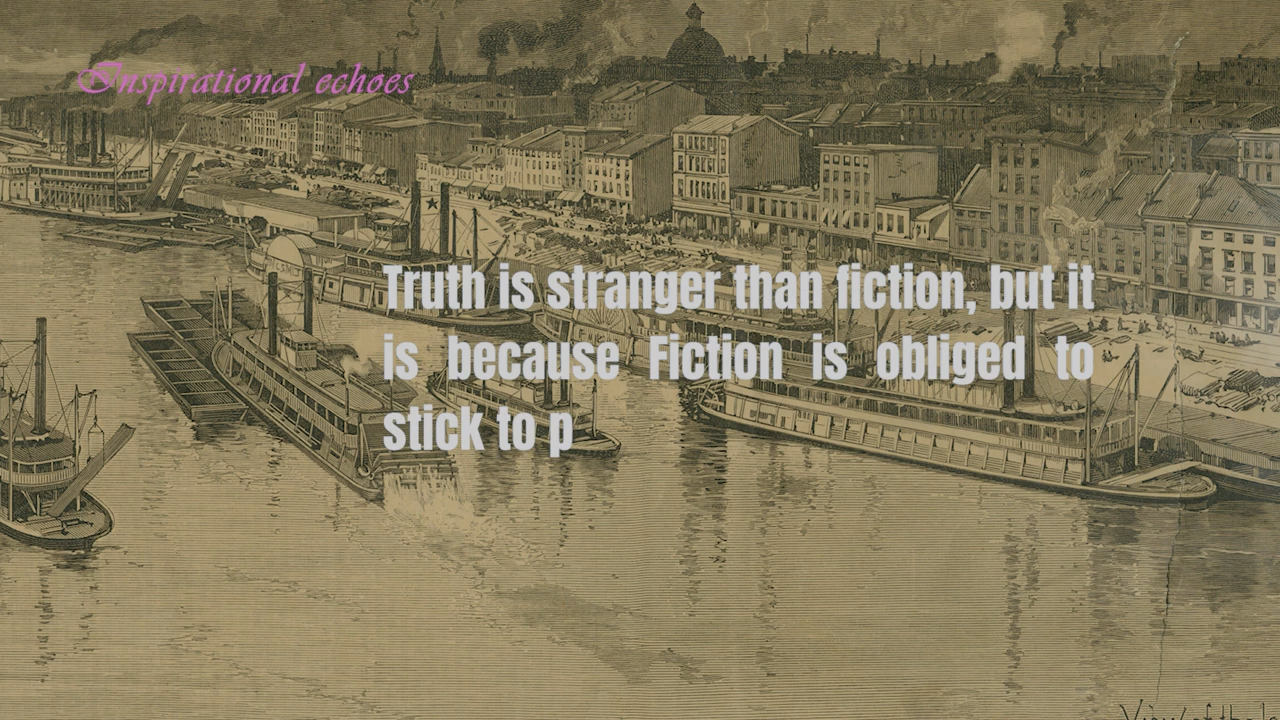 Inspirational echoes
Truth is stranger than fiction, but it
is because Fiction is obliged to
stick to p